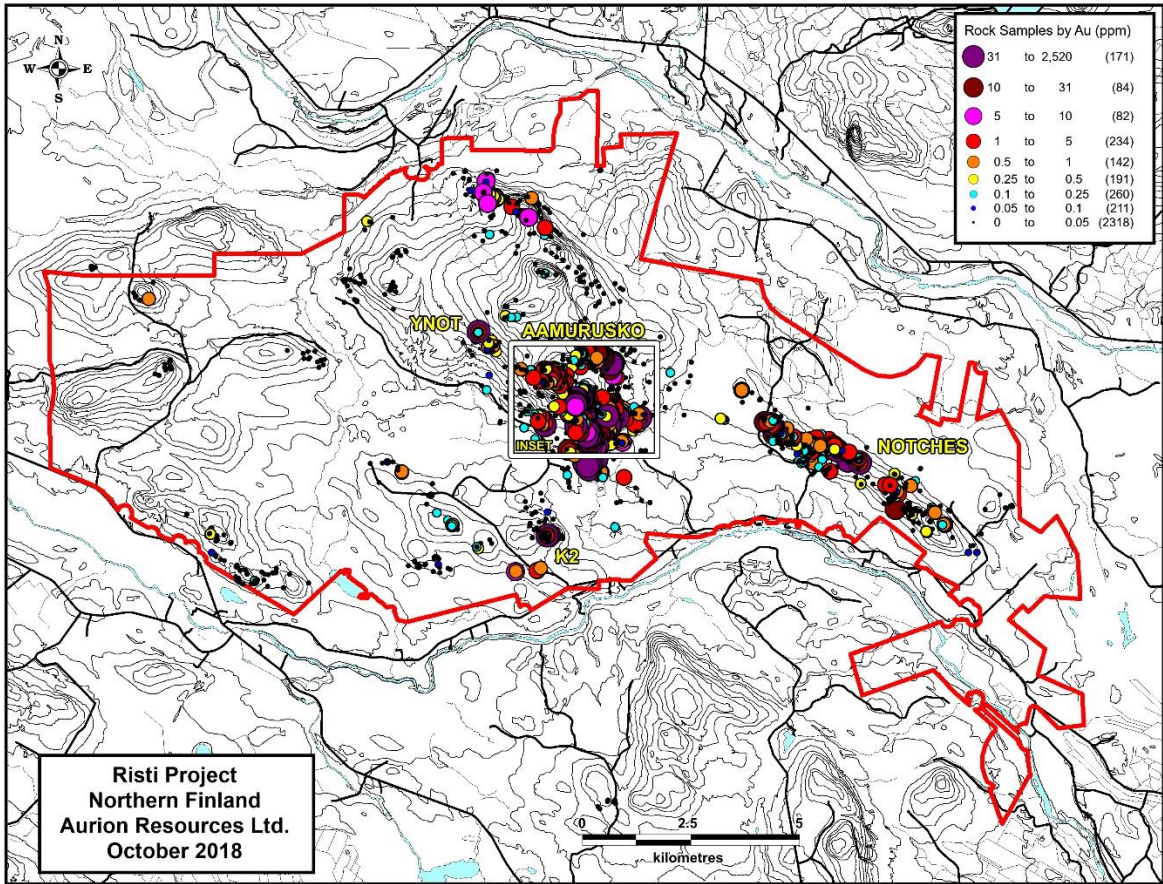 N
W E
S
Rock Samples by Au (ppm)
31 to 2,520 (171)
10 to 31 (84)
5 to 10 (82)
1 to 5 (234)
0.5 to 1 (142)
0.25 to 0.5 (191)
0.1 to 0.25 (260)
0.05 to 0.1 (211)
0 to 0.05 (2318)
YNOT
AAMURUSKO
INSET
NOTCHES
K2
Risti Project
Northern Finland
Aurion Resources Ltd.
October 2018
0 2.5 5
kilometres